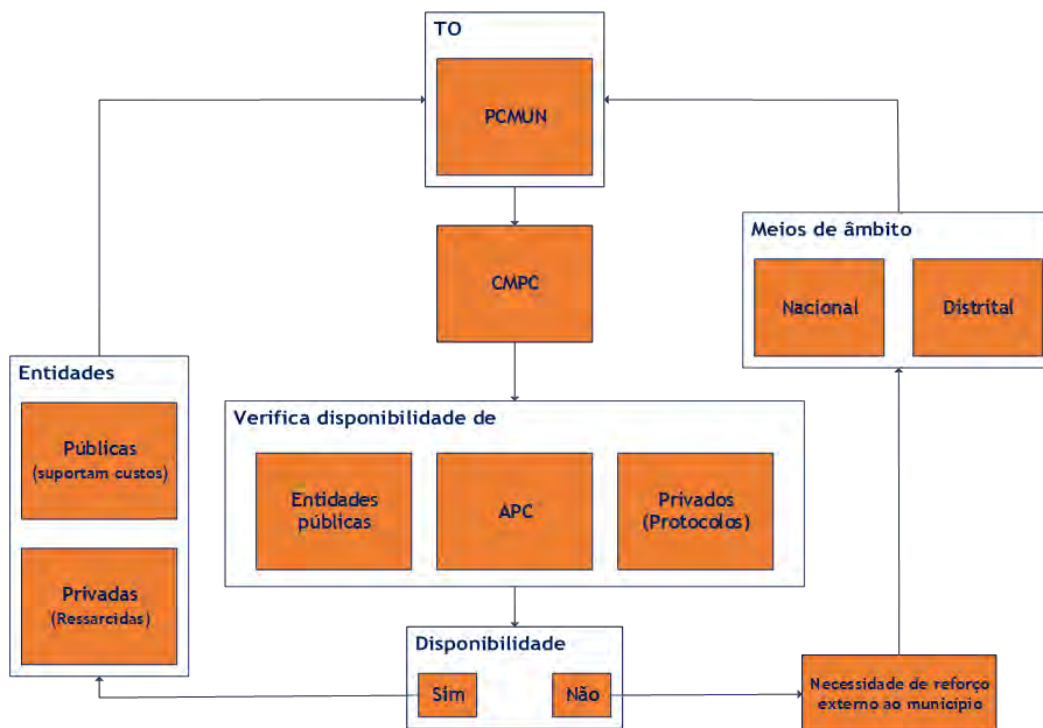 TO
PCMUN
CMPC
Meios de âmbito
Nacional
Distrital
Entidades
Públicas
(suportam custos)
Privadas
(Ressarcidas)
Verifica disponibilidade de
Entidades
públicas
APC
Privados
(Protocolos)
Disponibilidade
Sim
Não
Necessidade de reforço
externo ao município